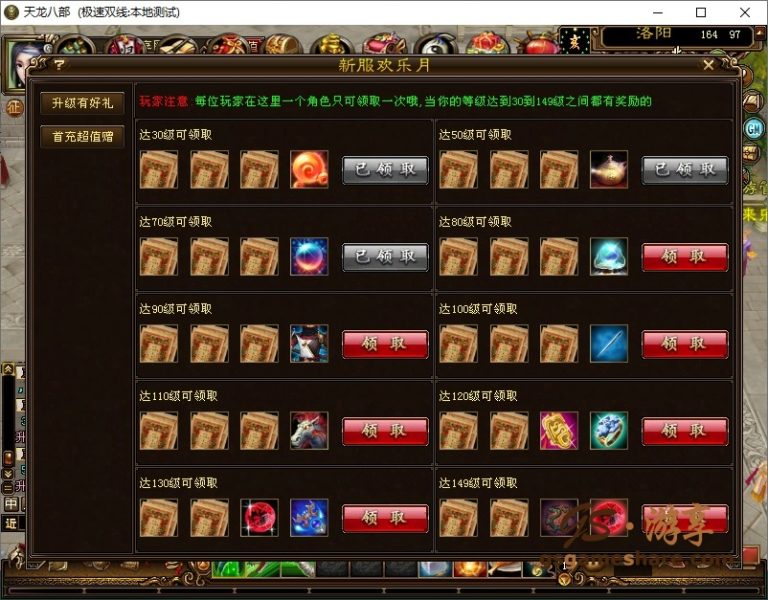 天龙八部 (极速双线:本地测试)
洛阳 164 97
新服欢乐月
?
升级有好礼
首充超值赠
玩家注意 每位玩家在这里一个角色只可领取一次哦,当你的等级达到30到149级之间都有奖励的
达30级可领取
已领取
达50级可领取
已领取
达70级可领取
已领取
达80级可领取
领取
达90级可领取
领取
达100级可领取
领取
达110级可领取
领取
达120级可领取
领取
达130级可领取
领取
达149级可领取
征
GM
升
升
甲
近
游享